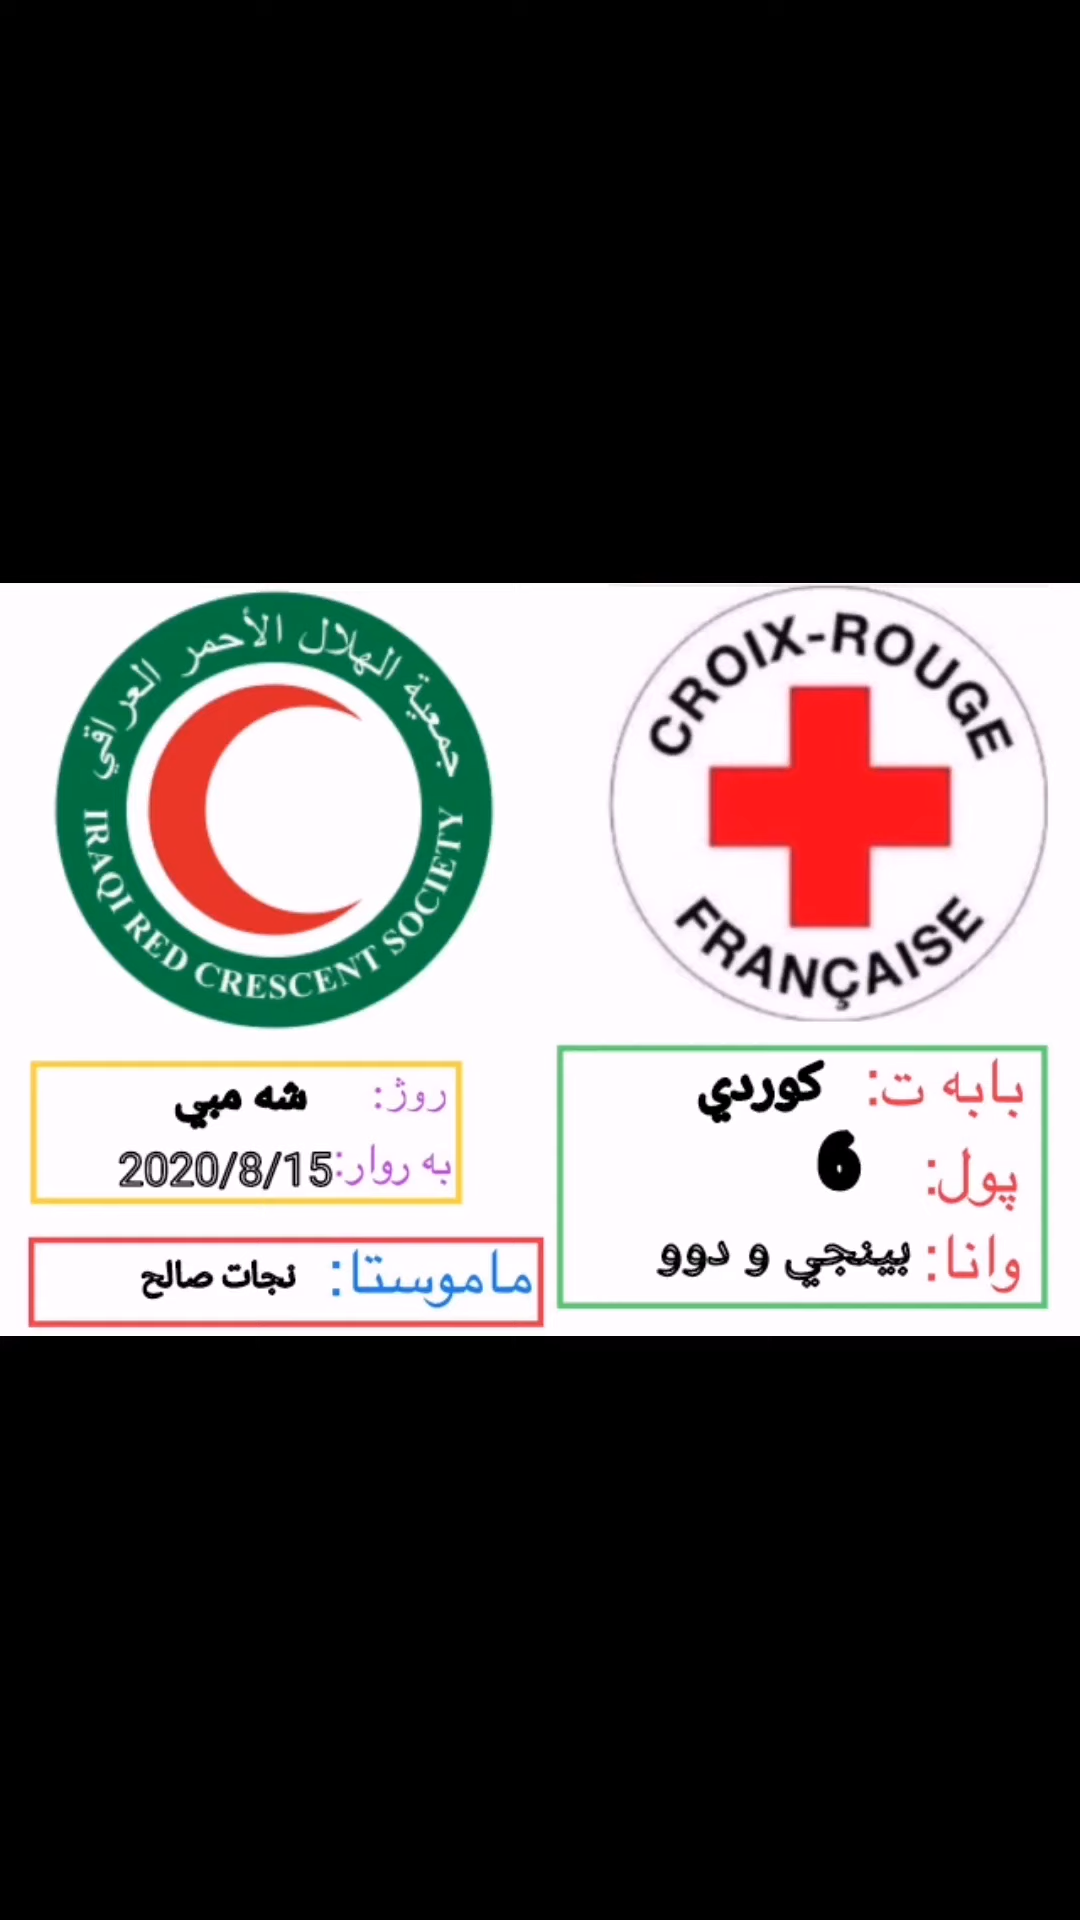 جمعية الهلال الأحمر العراقي
IRAQI RED CRESCENT SOCIETY
CROIX-ROUGE
FRANÇAISE
بابه ت: كوردي
پول: 6
وانا: بينجي و دوو
روژ: شه مبي
به روار: 2020/8/15
ماموستا: نجات صالح